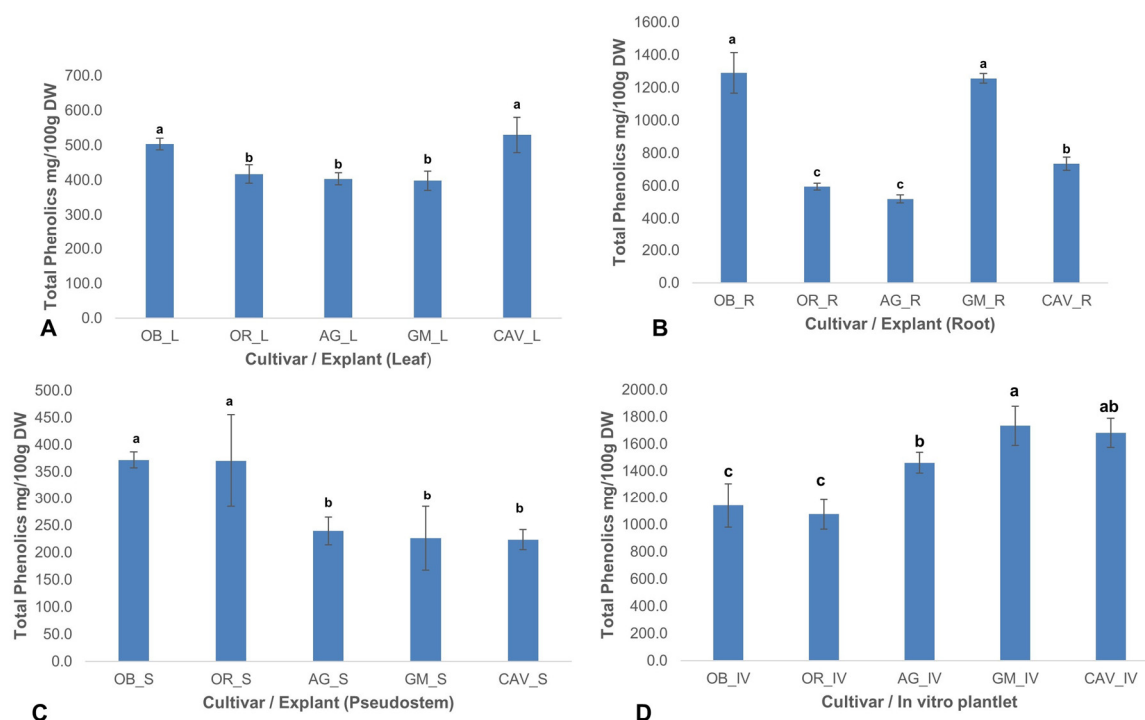 Total Phenolics mg/100g DW
700.0
600.0
500.0
400.0
300.0
200.0
100.0
0.0
a
b
b
b
a
OB_L OR_L AG_L GM_L CAV_L
Cultivar / Explant (Leaf)
A
Total Phenolics mg/100g DW
1600.0
1400.0
1200.0
1000.0
800.0
600.0
400.0
200.0
0.0
a
c
c
a
b
OB_R OR_R AG_R GM_R CAV_R
Cultivar / Explant (Root)
B
Total Phenolics mg/100g DW
500.0
450.0
400.0
350.0
300.0
250.0
200.0
150.0
100.0
50.0
0.0
a
a
b
b
b
OB_S OR_S AG_S GM_S CAV_S
Cultivar / Explant (Pseudostem)
C
Total Phenolics mg/100g DW
2000.0
1800.0
1600.0
1400.0
1200.0
1000.0
800.0
600.0
400.0
200.0
0.0
c
c
b
a
ab
OB_IV OR_IV AG_IV GM_IV CAV_IV
Cultivar / In vitro plantlet
D